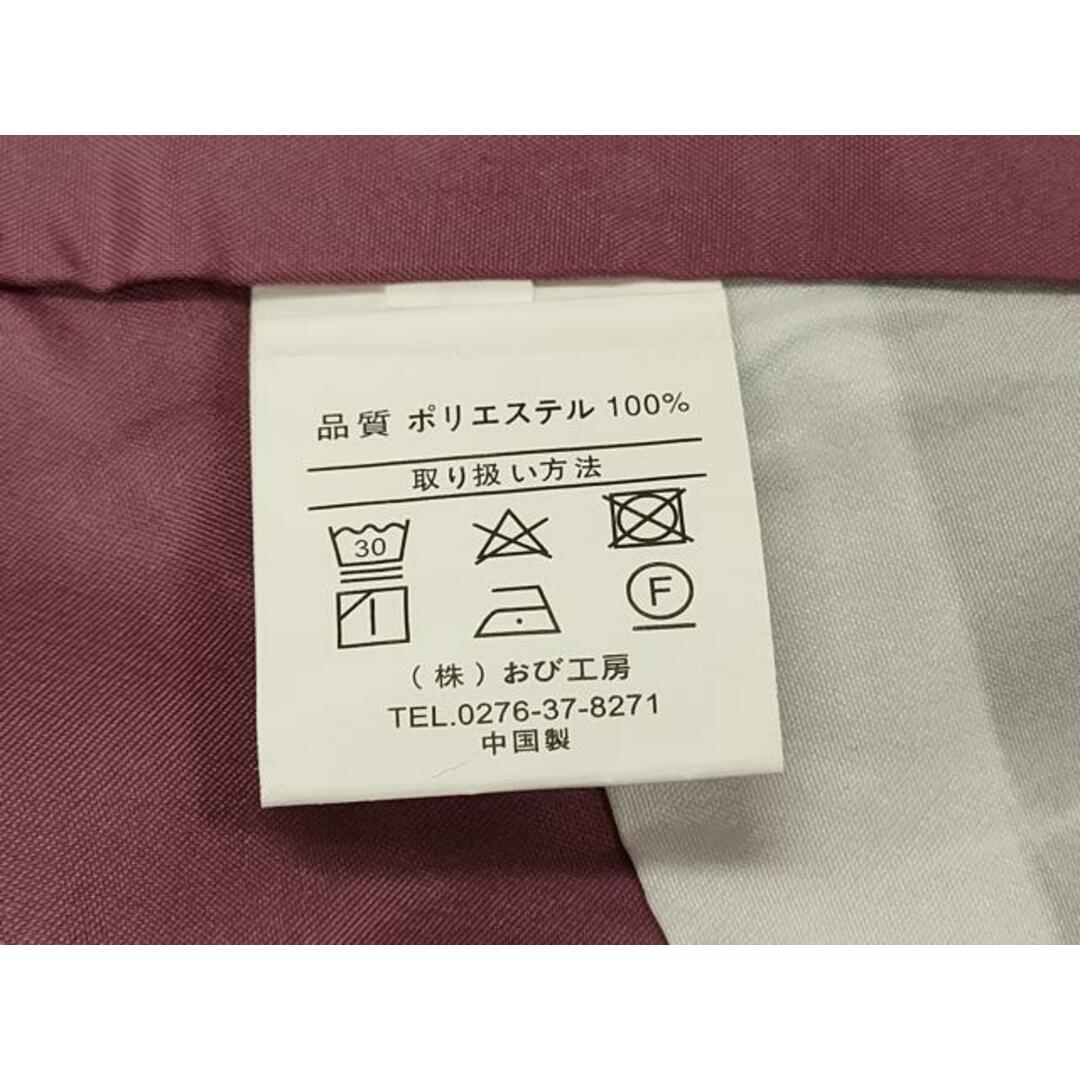 品質 ポリエステル 100%
取り扱い方法
30
F
(株)おび工房
TEL.0276-37-8271
中国製